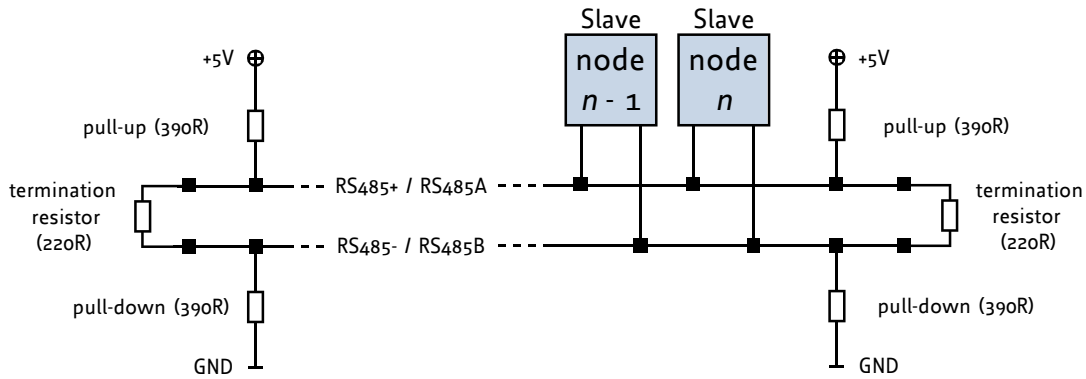 Slave
Slave
node
n - 1
node
n
+5V
+5V
pull-up (390R)
pull-up (390R)
termination
resistor
(220R)
RS485+ / RS485A
termination
resistor
(220R)
RS485- / RS485B
pull-down (390R)
pull-down (390R)
GND
GND